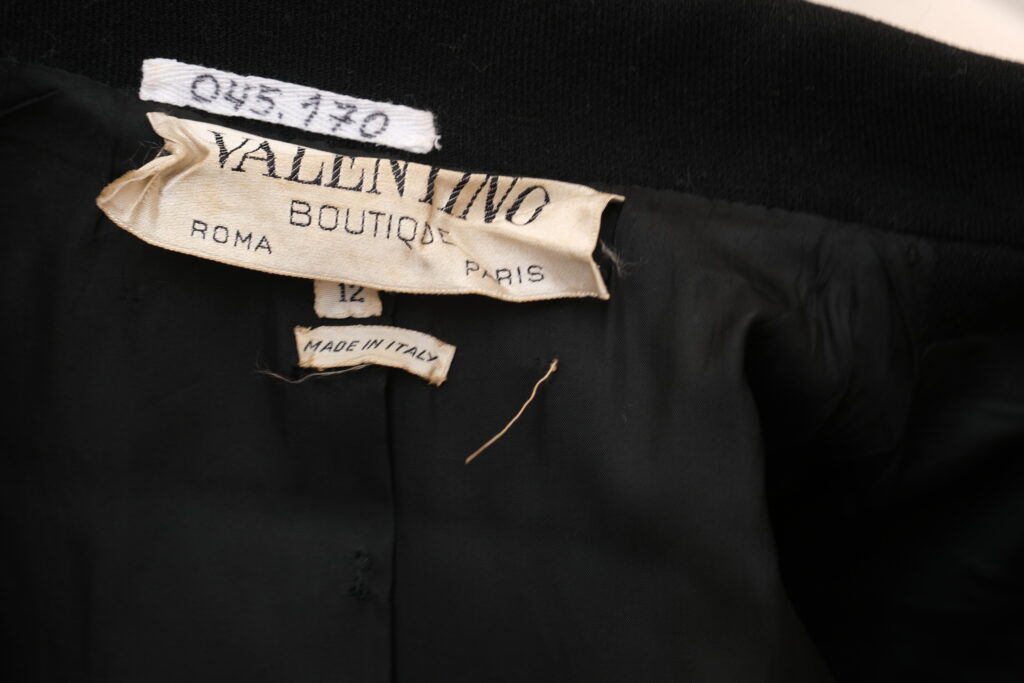 045.170
VALENTINO
BOUTIQUE
ROMA PARIS
12
MADE IN ITALY